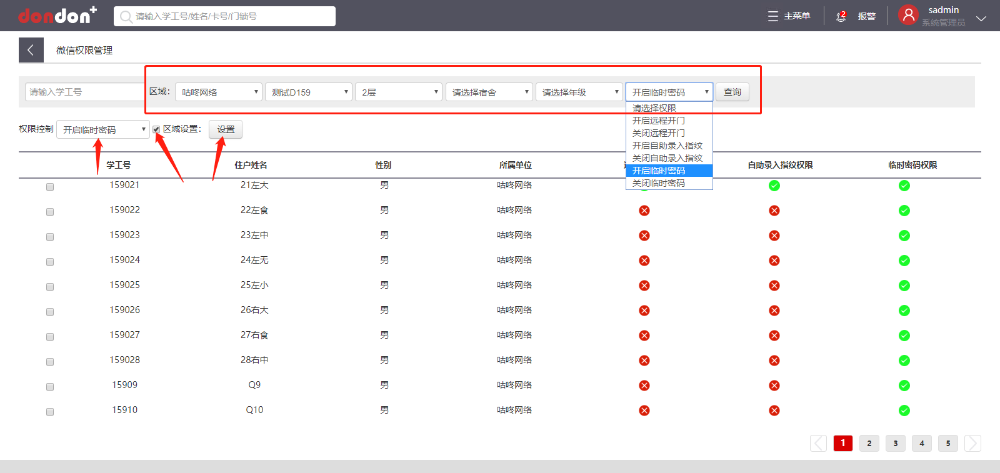 dondon+
请输入学工号/姓名/卡号/门锁号
主菜单
2
报警
sadmin
系统管理员
微信权限管理
请输入学工号
区域：
咕咚网络
测试D159
2层
请选择宿舍
请选择年级
开启临时密码
查询
请选择权限
开启远程开门
关闭远程开门
开启自助录入指纹
关闭自助录入指纹
开启临时密码
关闭临时密码
权限控制
开启临时密码
区域设置：
设置
学工号 住户姓名 性别 所属单位 自助录入指纹权限 临时密码权限
159021 21左大 男 咕咚网络
159022 22左食 男 咕咚网络
159023 23左中 男 咕咚网络
159024 24左无 男 咕咚网络
159025 25左小 男 咕咚网络
159026 26右大 男 咕咚网络
159027 27右食 男 咕咚网络
159028 28右中 男 咕咚网络
15909 Q9 男 咕咚网络
15910 Q10 男 咕咚网络
1 2 3 4 5